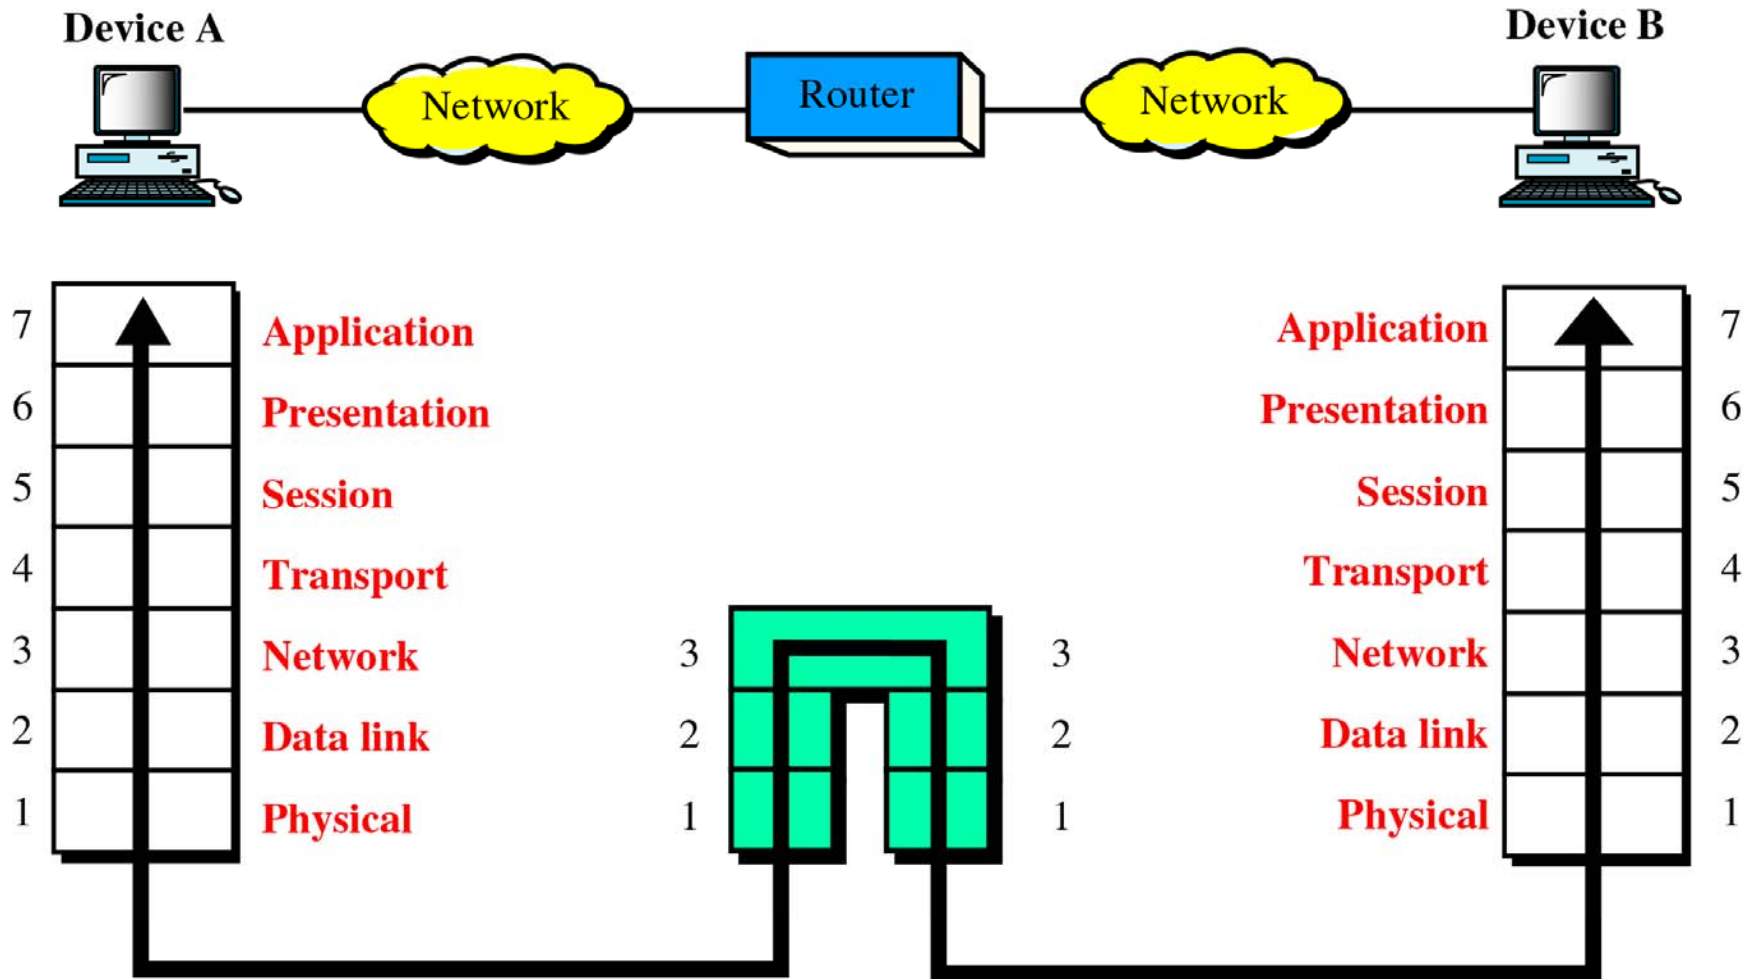 Device A
Device B
Network
Router
Network
7 Application
Application 7
6 Presentation
Presentation 6
5 Session
Session 5
4 Transport
Transport 4
3 Network
3
3
Network 3
2 Data link
2
2
Data link 2
1 Physical
1
1
Physical 1